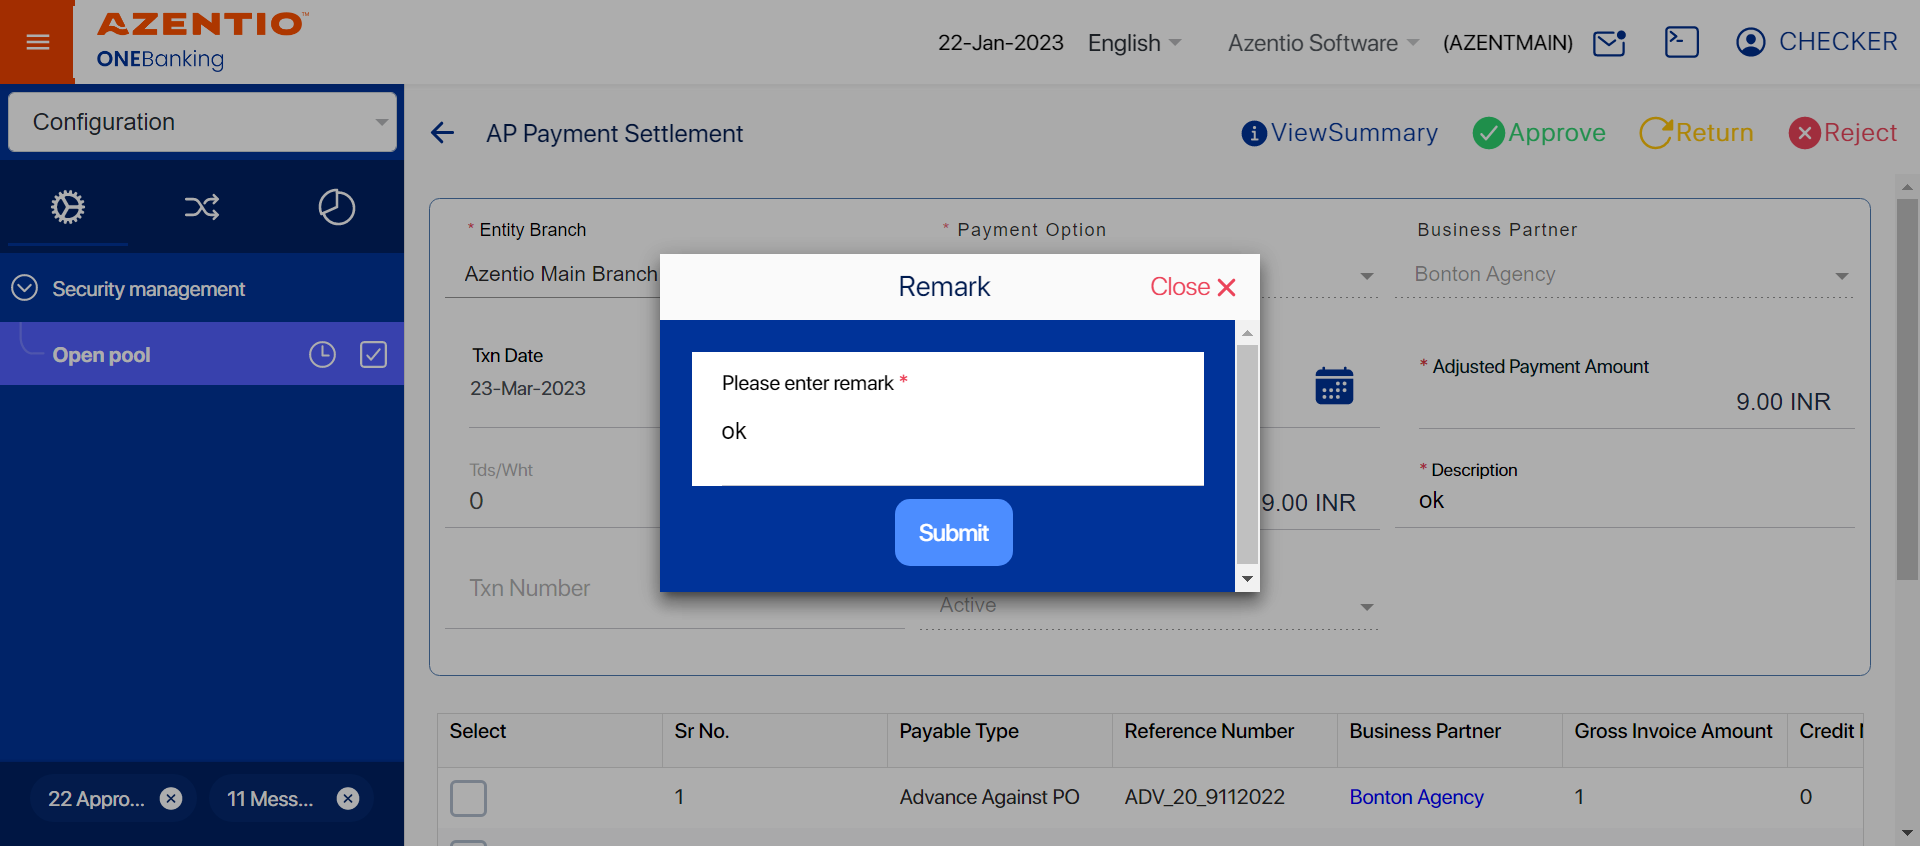 AZENTIO™
ONEBanking
22-Jan-2023 English Azentio Software (AZENTMAIN) CHECKER
Configuration
Security management
Open pool
22 Appro...
11 Mess...
AP Payment Settlement
ViewSummary Approve Return Reject
* Entity Branch
Azentio Main Branch
* Payment Option
Business Partner
Bonton Agency
Txn Date
23-Mar-2023
* Adjusted Payment Amount
9.00 INR
Tds/Wht
0
9.00 INR
* Description
ok
Txn Number
Active
Remark
Close
Please enter remark *
ok
Submit
Select Sr No. Payable Type Reference Number Business Partner Gross Invoice Amount Credit
1 Advance Against PO ADV_20_9112022 Bonton Agency 1 0